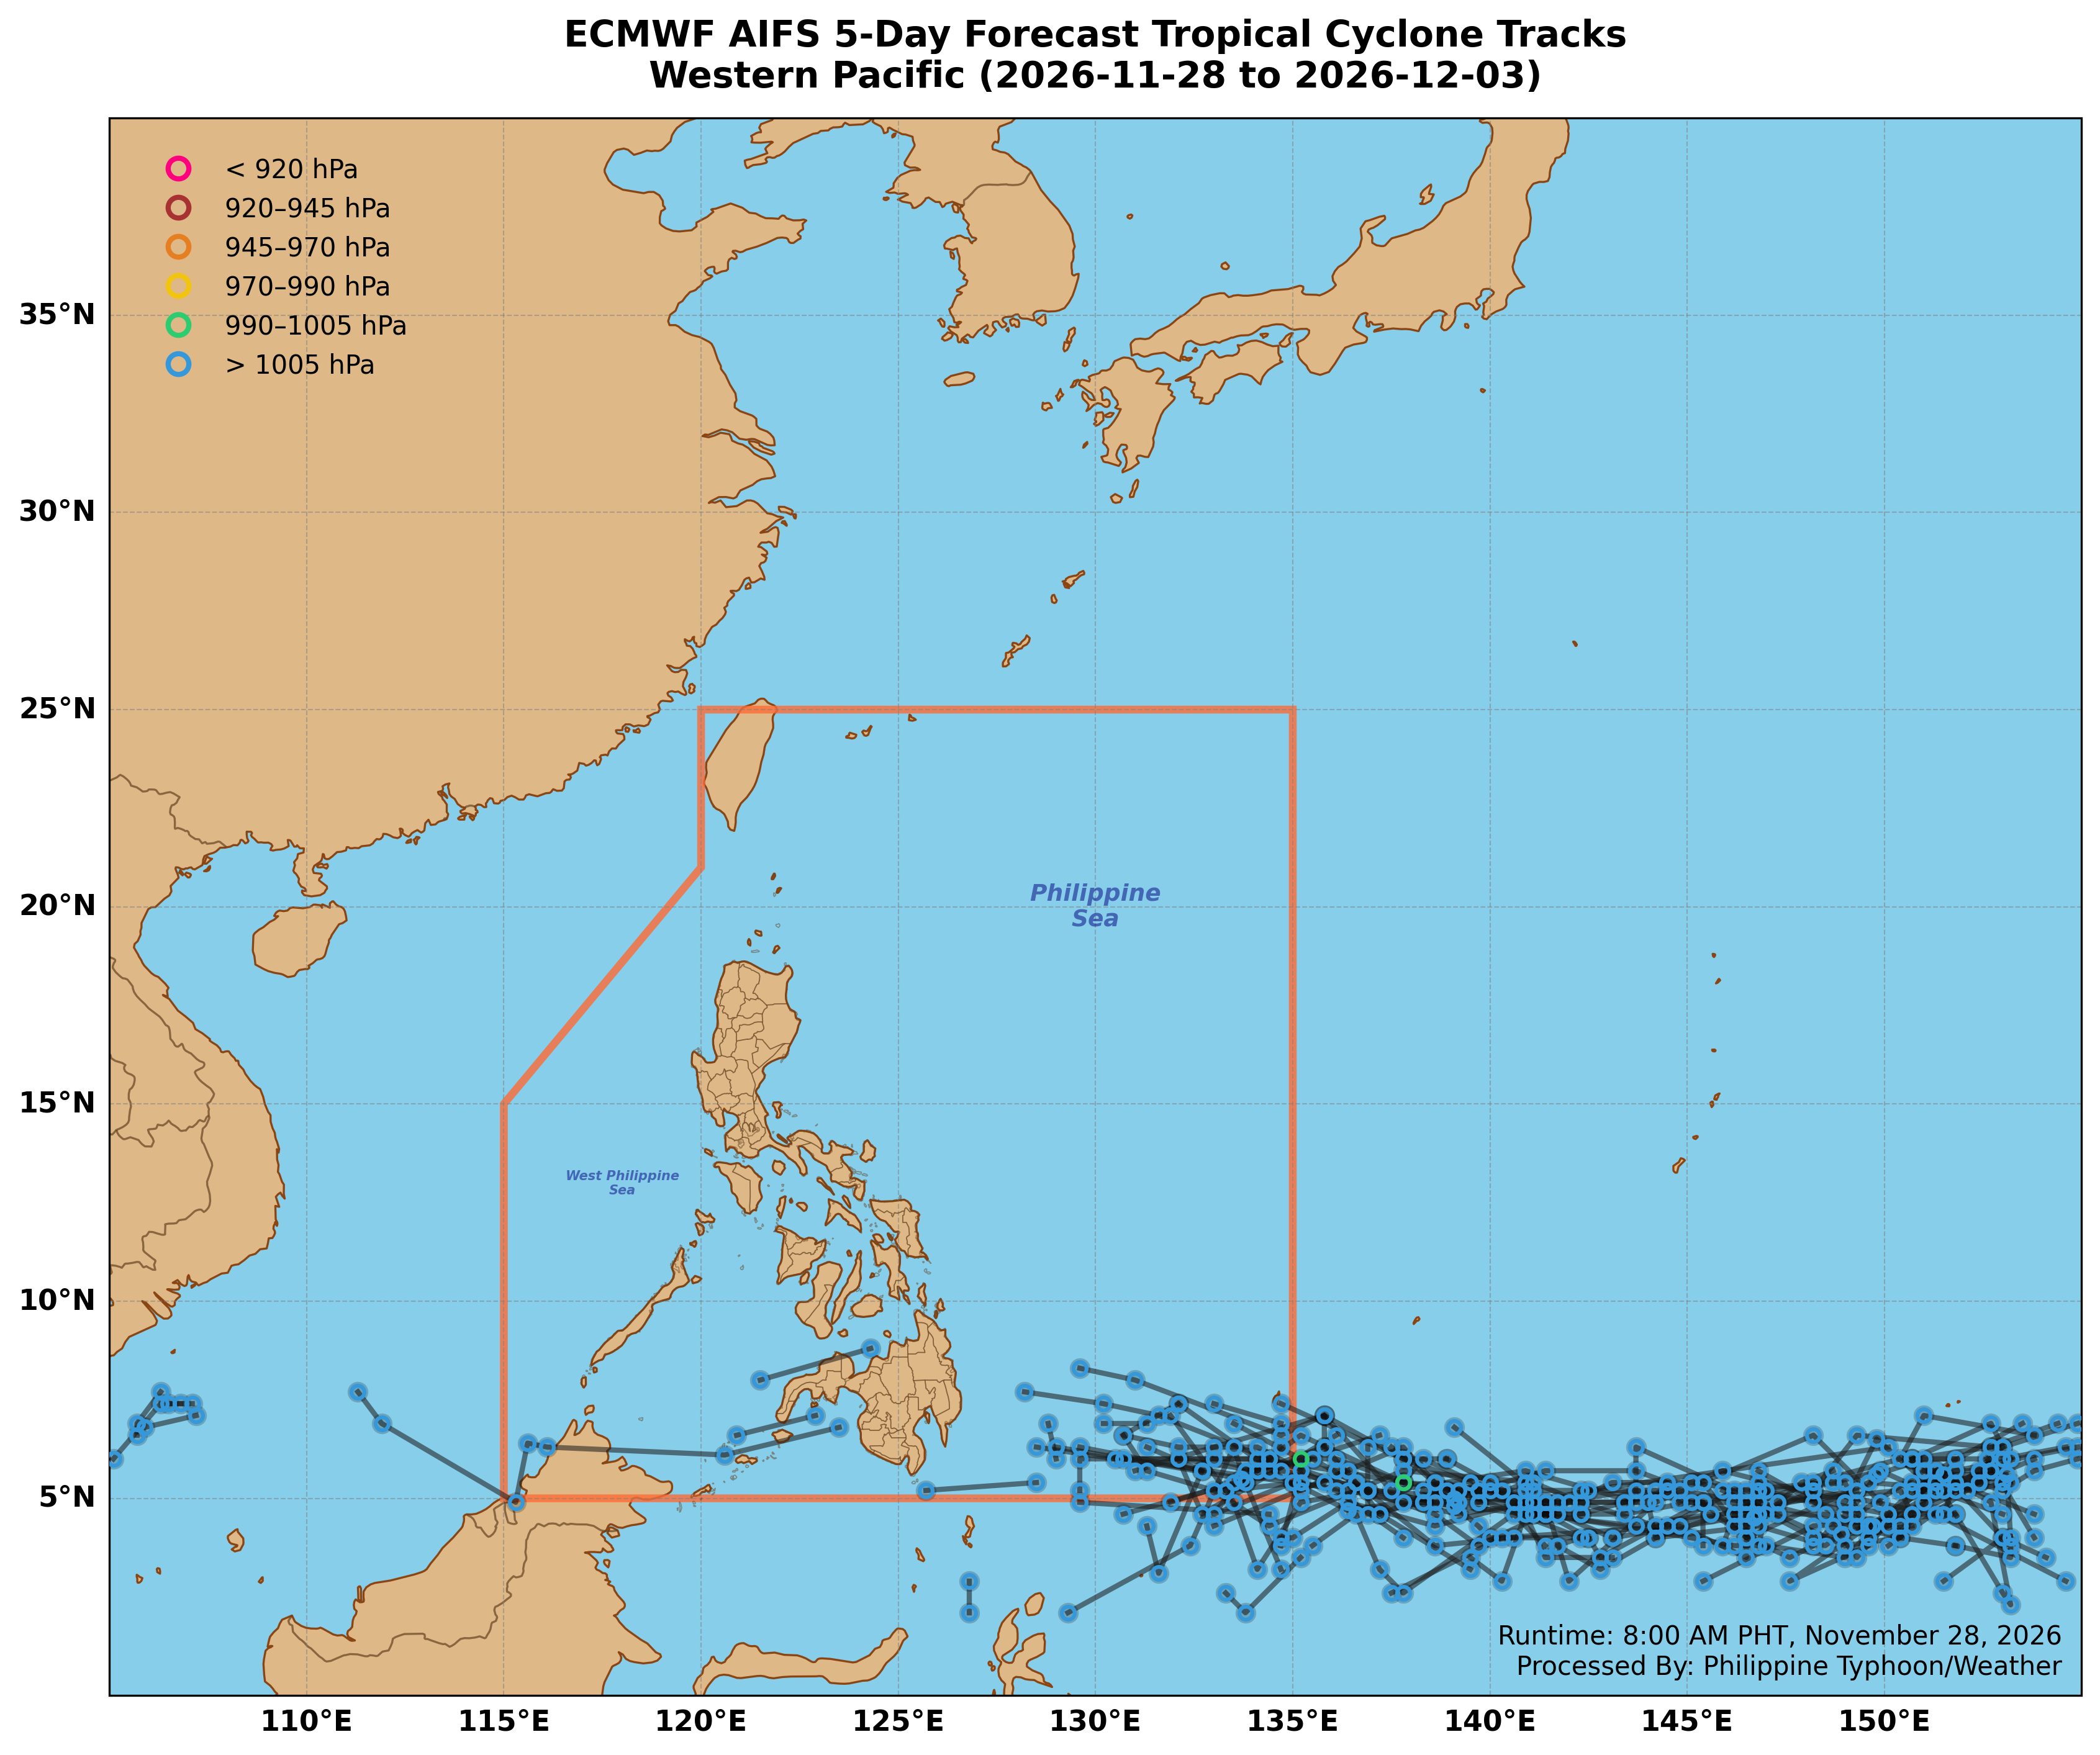 ECMWF AIFS 5-Day Forecast Tropical Cyclone Tracks
Western Pacific (2026-11-28 to 2026-12-03)
< 920 hPa
920–945 hPa
945–970 hPa
970–990 hPa
990–1005 hPa
> 1005 hPa
35°N
30°N
25°N
20°N
15°N
10°N
5°N
Philippine
Sea
West Philippine
Sea
Runtime: 8:00 AM PHT, November 28, 2026
Processed By: Philippine Typhoon/Weather
110°E
115°E
120°E
125°E
130°E
135°E
140°E
145°E
150°E